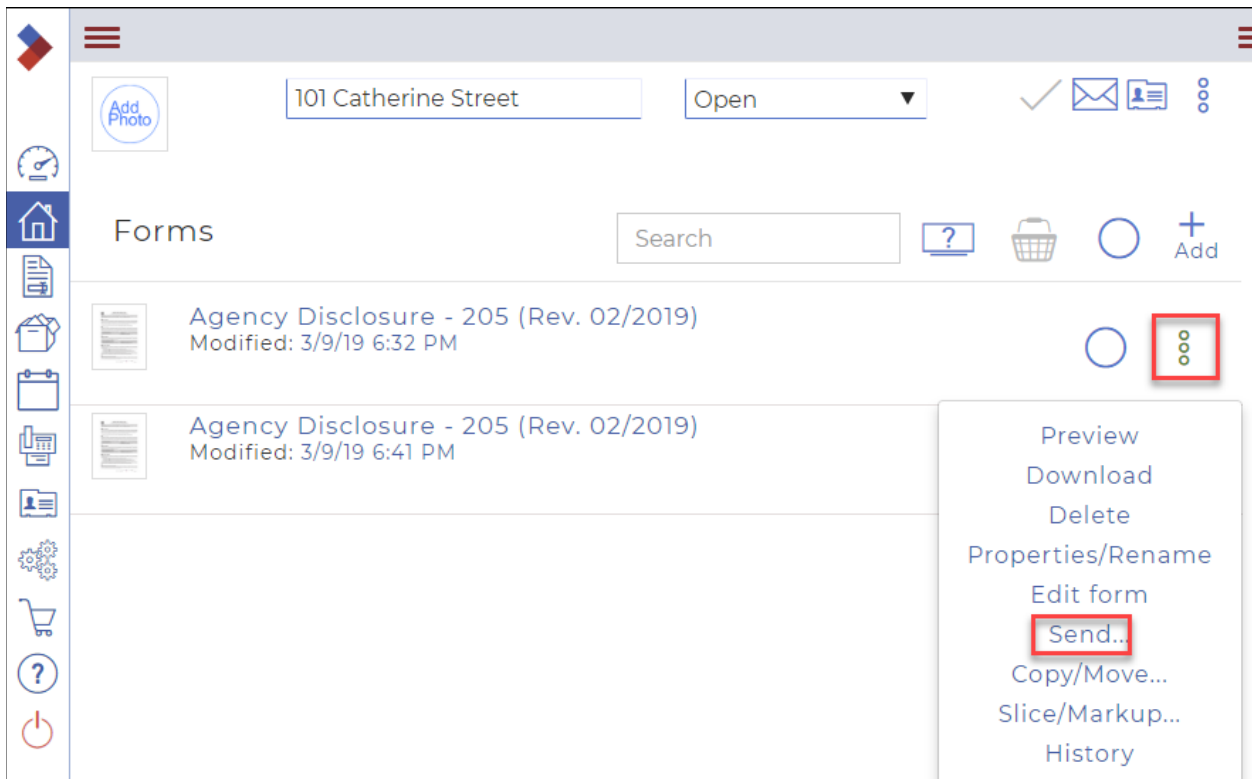 Add
Photo
101 Catherine Street
Open
Forms
Search
?
Add
Agency Disclosure - 205 (Rev. 02/2019)
Modified: 3/9/19 6:32 PM
Agency Disclosure - 205 (Rev. 02/2019)
Modified: 3/9/19 6:41 PM
Preview
Download
Delete
Properties/Rename
Edit form
Send...
Copy/Move...
Slice/Markup...
History
?